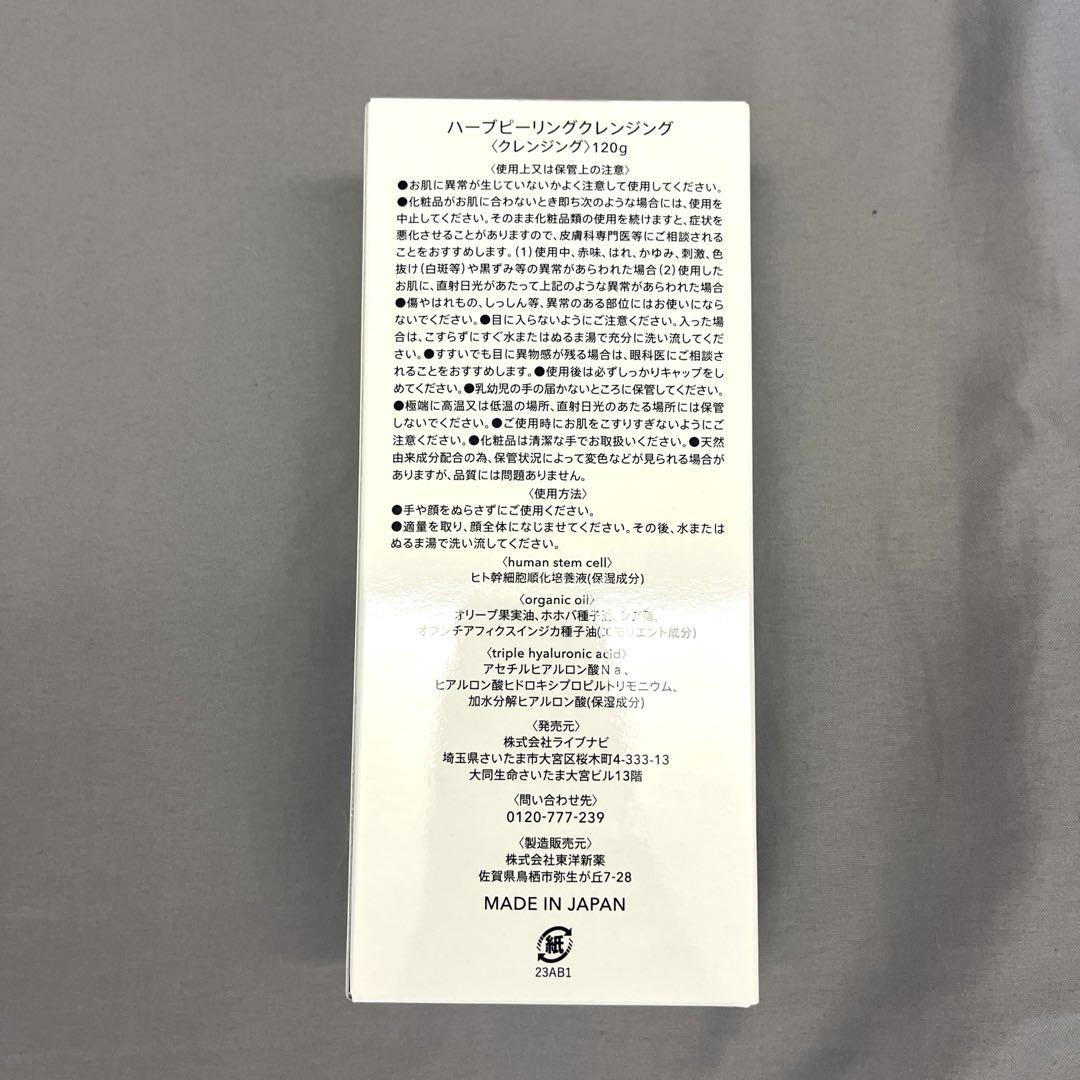 ハーブピーリングクレンジング
〈クレンジング〉120g
〈使用上又は保管上の注意〉
●お肌に異常が生じていないかよく注意して使用してください。
●化粧品がお肌に合わないとき即ち次のような場合には、使用を
中止してください。そのまま化粧品類の使用を続けますと、症状を
悪化させることがありますので、皮膚科専門医等にご相談される
ことをおすすめします。(1)使用中、赤味、はれ、かゆみ、刺激、色
抜け(白斑等)や黒ずみ等の異常があらわれた場合(2)使用した
お肌に、直射日光があたって上記のような異常があらわれた場合
●傷やはれもの、しっしん等、異常のある部位にはお使いになら
ないでください。●目に入らないようにご注意ください。入った場
合は、こすらずにすぐ水またはぬるま湯で充分に洗い流してくだ
さい。●すすいでも目に異物感が残る場合は、眼科医にご相談さ
れることをおすすめします。●使用後は必ずしっかりキャップをし
めてください。●乳幼児の手の届かないところに保管してください。
●極端に高温又は低温の場所、直射日光のあたる場所には保管
しないでください。●ご使用時にお肌をこすりすぎないようにご
注意ください。●化粧品は清潔な手でお取扱いください。●天然
由来成分配合の為、保管状況によって変色などが見られる場合が
ありますが、品質には問題ありません。
〈使用方法〉
●手や顔をぬらさずにご使用ください。
●適量を取り、顔全体になじませてください。その後、水または
ぬるま湯で洗い流してください。
〈human stem cell〉
ヒト幹細胞順化培養液(保湿成分)
〈organic oil〉
オリーブ果実油、ホホバ種子油、シア脂、
オプンチアフィクスインジカ種子油(エモリエント成分)
〈triple hyaluronic acid〉
アセチルヒアルロン酸Na、
ヒアルロン酸ヒドロキシプロピルトリモニウム、
加水分解ヒアルロン酸(保湿成分)
〈発売元〉
株式会社ライブナビ
埼玉県さいたま市大宮区桜木町4-333-13
大同生命さいたま大宮ビル13階
〈問い合わせ先〉
0120-777-239
〈製造販売元〉
株式会社東洋新薬
佐賀県鳥栖市弥生が丘7-28
MADE IN JAPAN
紙
23AB1